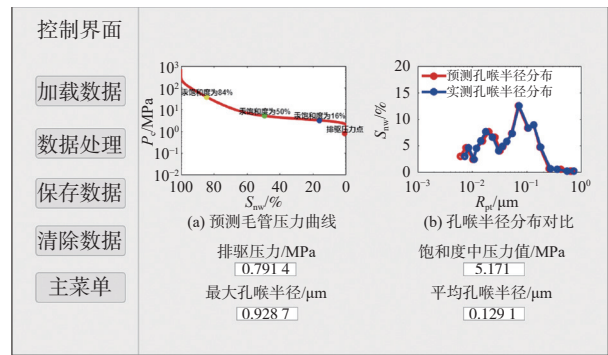 控制界面
加载数据
数据处理
保存数据
清除数据
主菜单
10³
10²
10¹
10⁰
10⁻¹
10⁻²
Pc/MPa
汞饱和度为84%
汞饱和度为50%
汞饱和度为16%
排驱压力点
100 80 60 40 20 0
Snw/%
(a) 预测毛管压力曲线
20
15
10
5
0
Snw/%
预测孔喉半径分布
实测孔喉半径分布
10⁻³ 10⁻² 10⁻¹ 10⁰
Rpt/μm
(b) 孔喉半径分布对比
排驱压力/MPa
0.791 4
饱和度中压力值/MPa
5.171
最大孔喉半径/μm
0.928 7
平均孔喉半径/μm
0.129 1